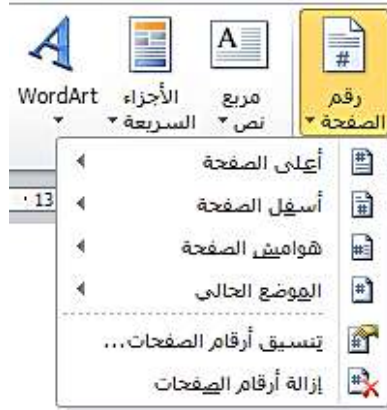 رقم الصفحة
مربع نص
الأجزاء السريعة
WordArt
أعلى الصفحة
أسفل الصفحة
هوامش الصفحة
الموضع الحالي
تنسيق أرقام الصفحات...
إزالة أرقام الصفحات
13